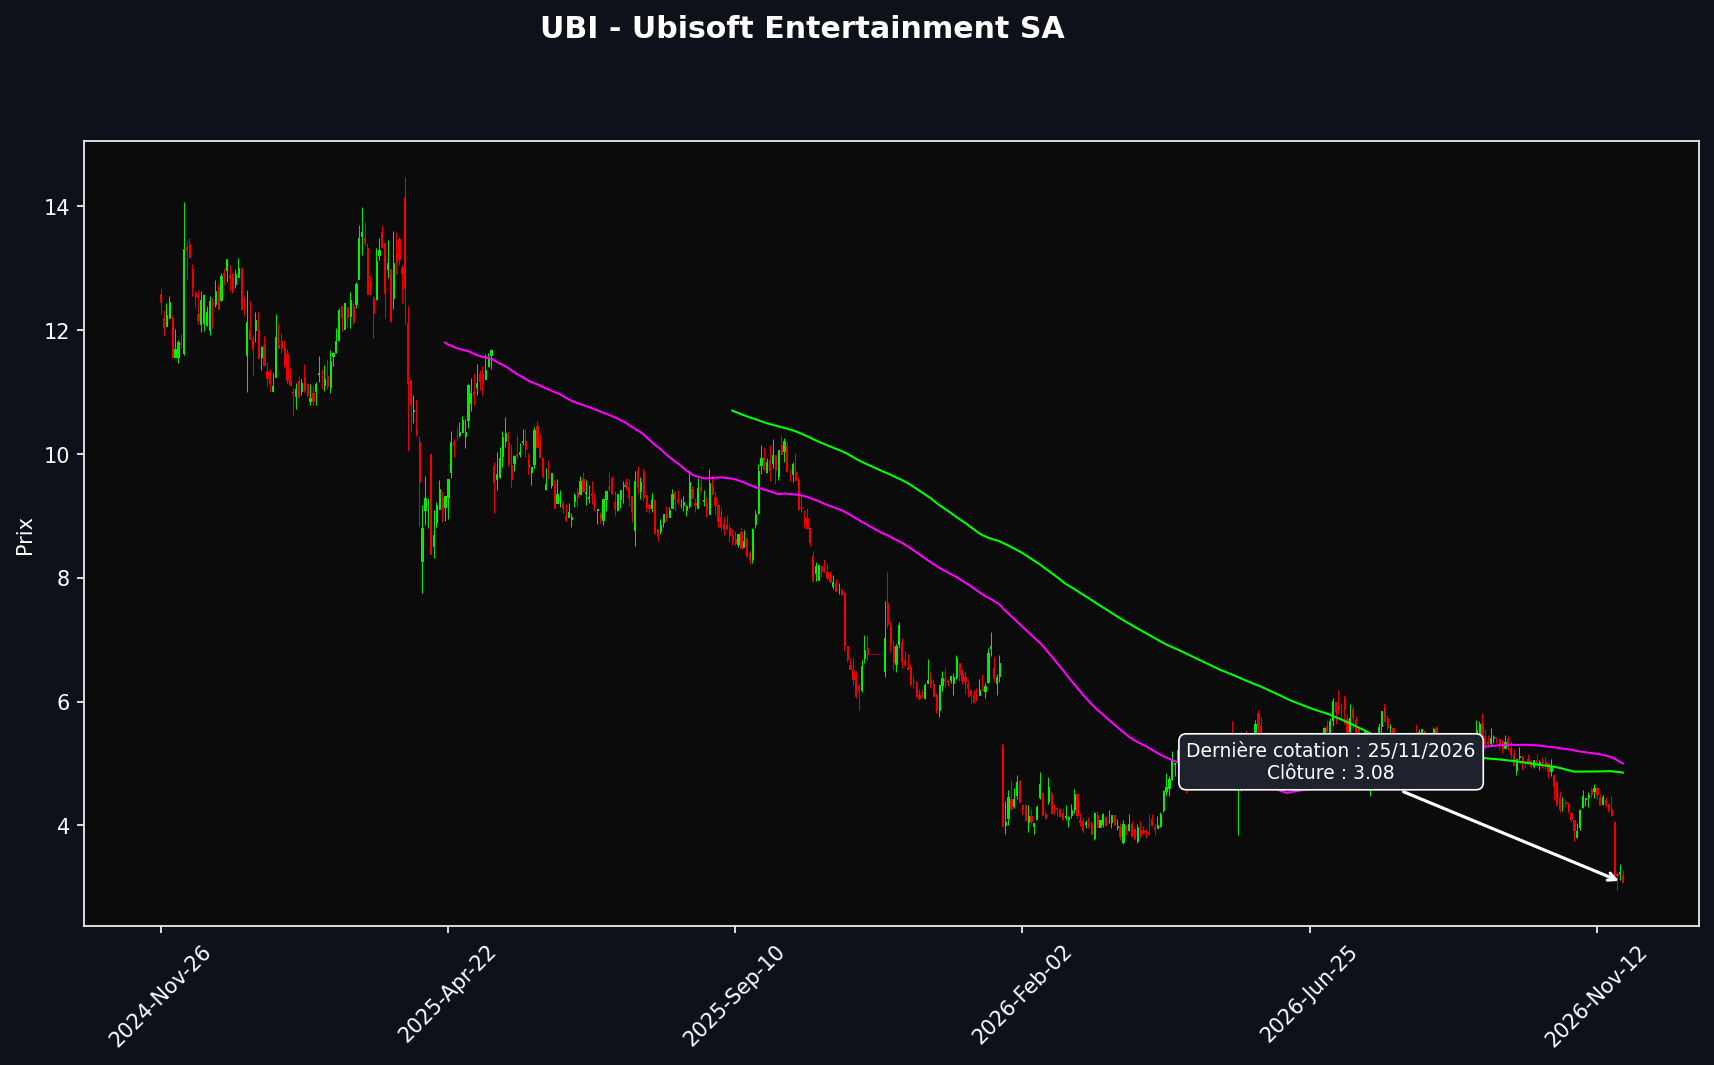 UBI - Ubisoft Entertainment SA
Prix
14
12
10
8
6
4
Dernière cotation : 25/11/2026
Clôture : 3.08
2024-Nov-26
2025-Apr-22
2025-Sep-10
2026-Feb-02
2026-Jun-25
2026-Nov-12